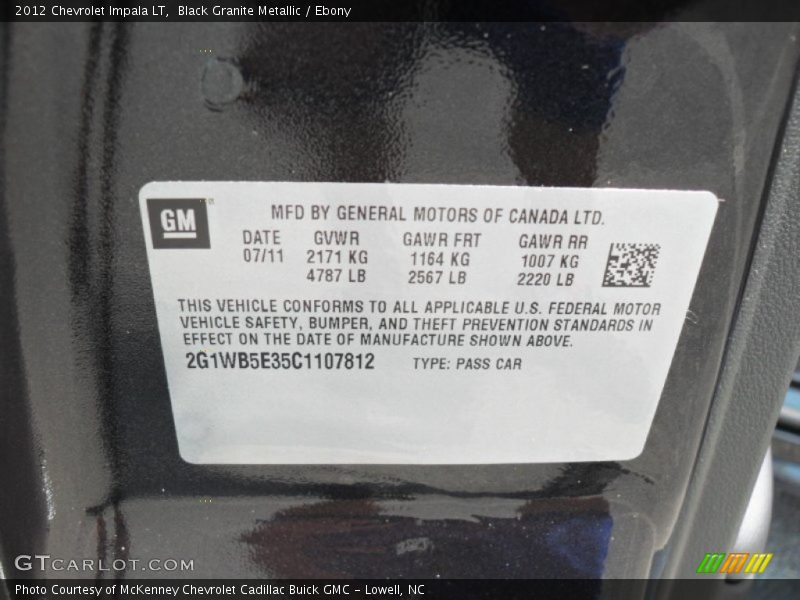 2012 Chevrolet Impala LT, Black Granite Metallic / Ebony
GM
MFD BY GENERAL MOTORS OF CANADA LTD.
DATE GVWR GAWR FRT GAWR RR
07/11 2171 KG 1164 KG 1007 KG
4787 LB 2567 LB 2220 LB
THIS VEHICLE CONFORMS TO ALL APPLICABLE U.S. FEDERAL MOTOR
VEHICLE SAFETY, BUMPER, AND THEFT PREVENTION STANDARDS IN
EFFECT ON THE DATE OF MANUFACTURE SHOWN ABOVE.
2G1WB5E35C1107812 TYPE: PASS CAR
GTCARLOT.COM
Photo Courtesy of McKenney Chevrolet Cadillac Buick GMC - Lowell, NC